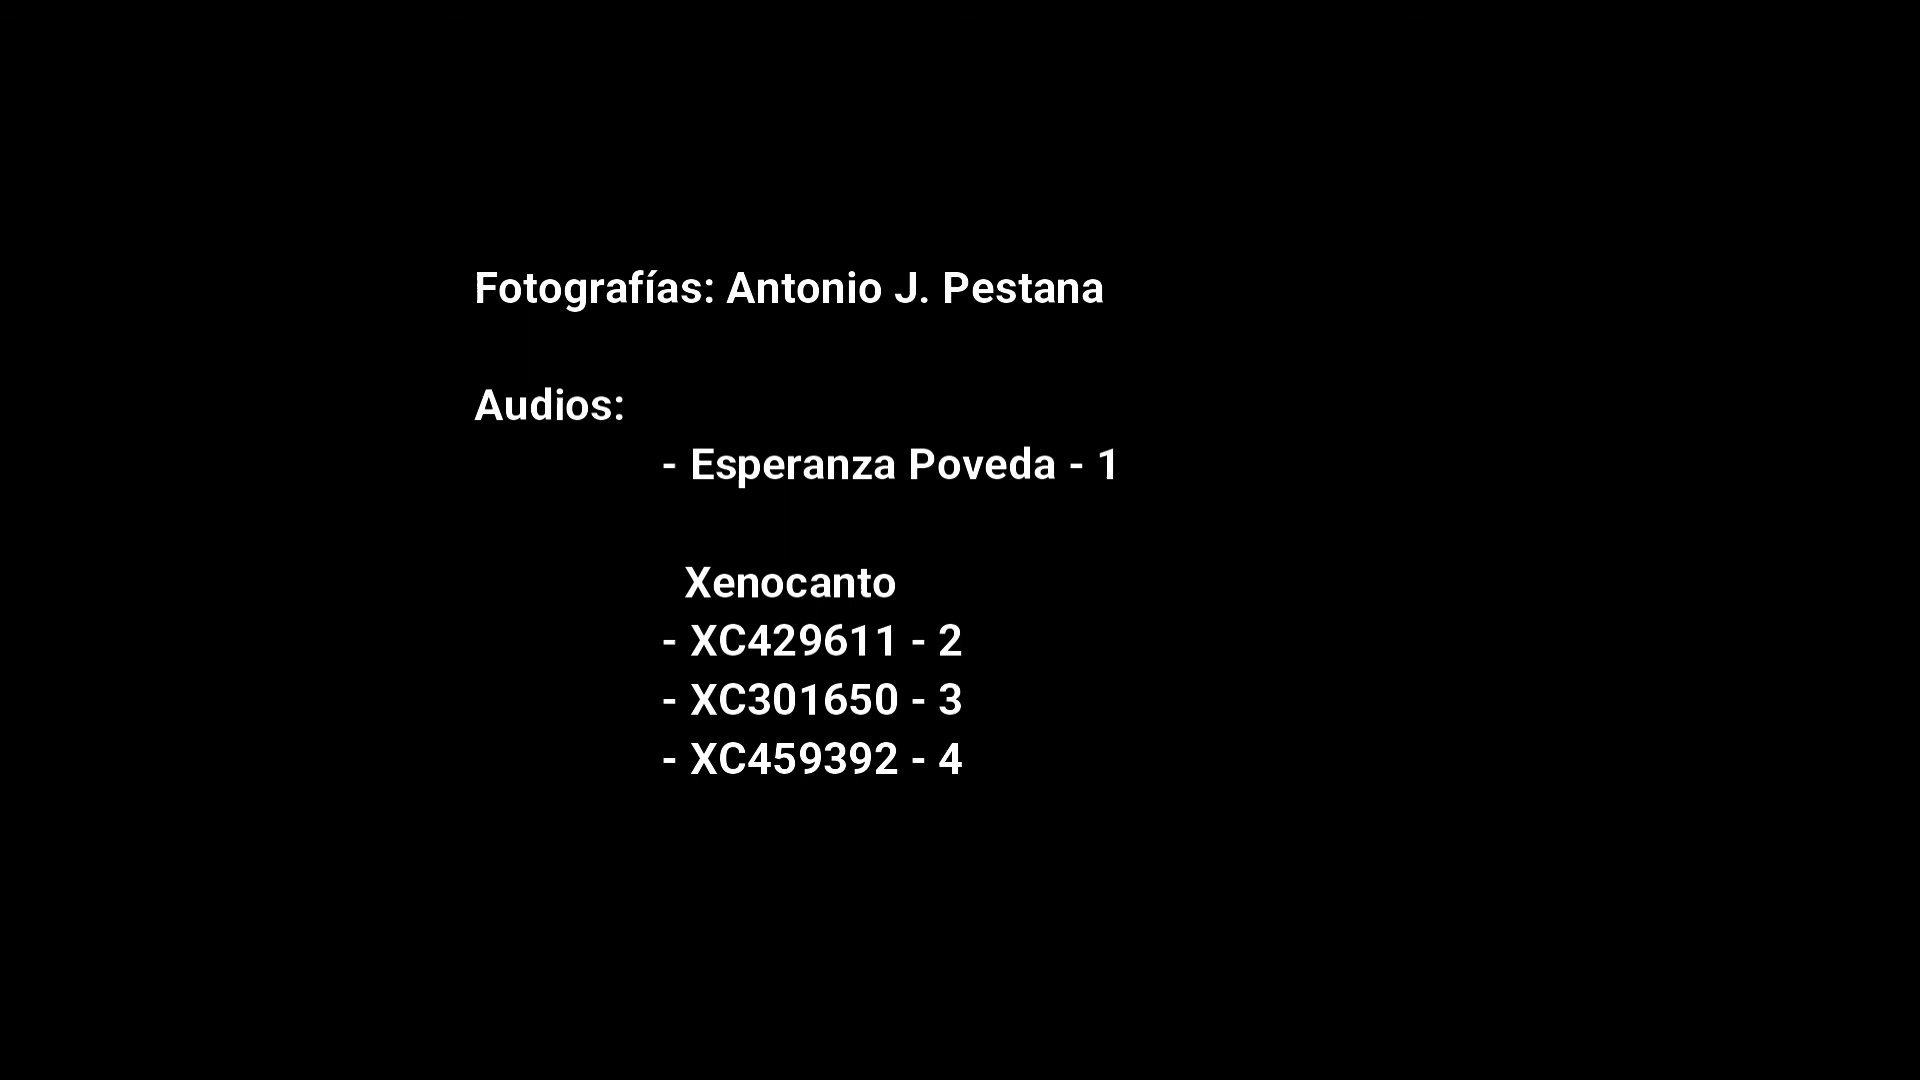 Fotografías: Antonio J. Pestana
Audios:
- Esperanza Poveda - 1
Xenocanto
- XC429611 - 2
- XC301650 - 3
- XC459392 - 4